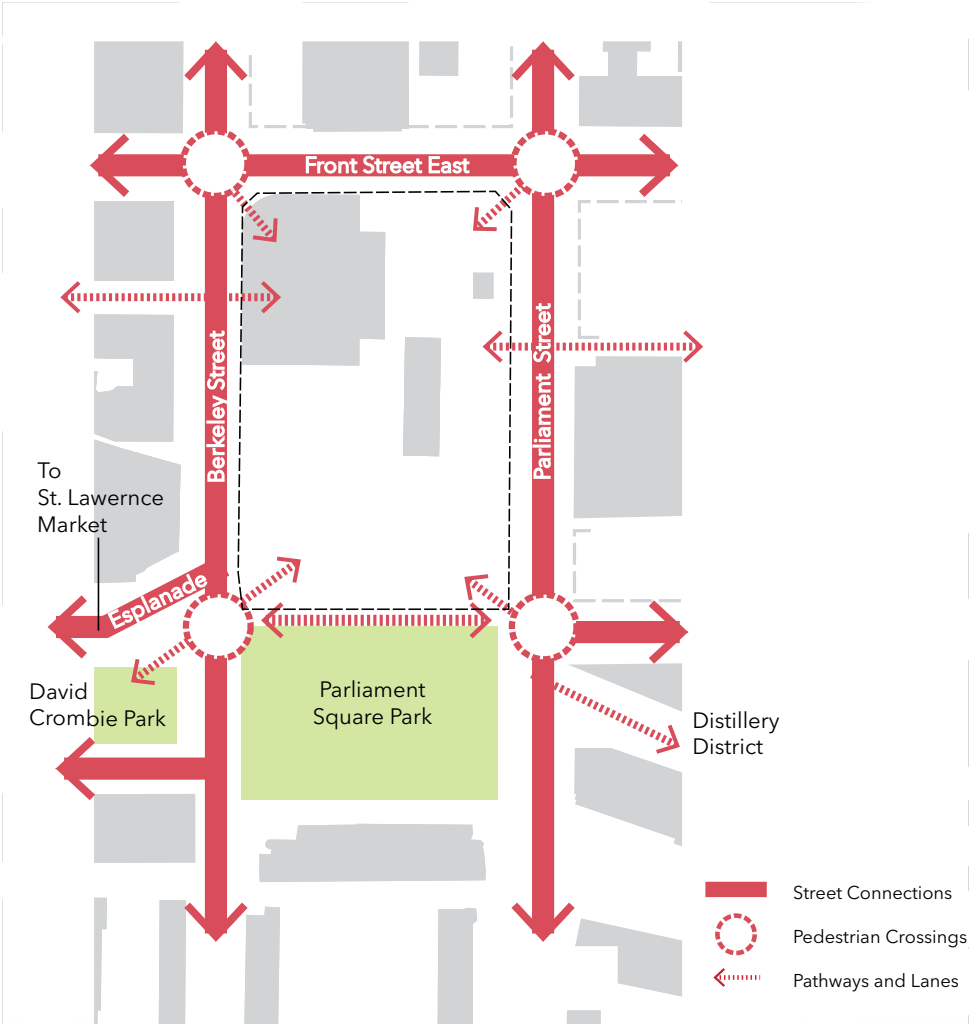 Front Street East
Berkeley Street
Parliament Street
To
St. Lawernce
Market
Esplanade
David
Crombie Park
Parliament
Square Park
Distillery
District
Street Connections
Pedestrian Crossings
Pathways and Lanes